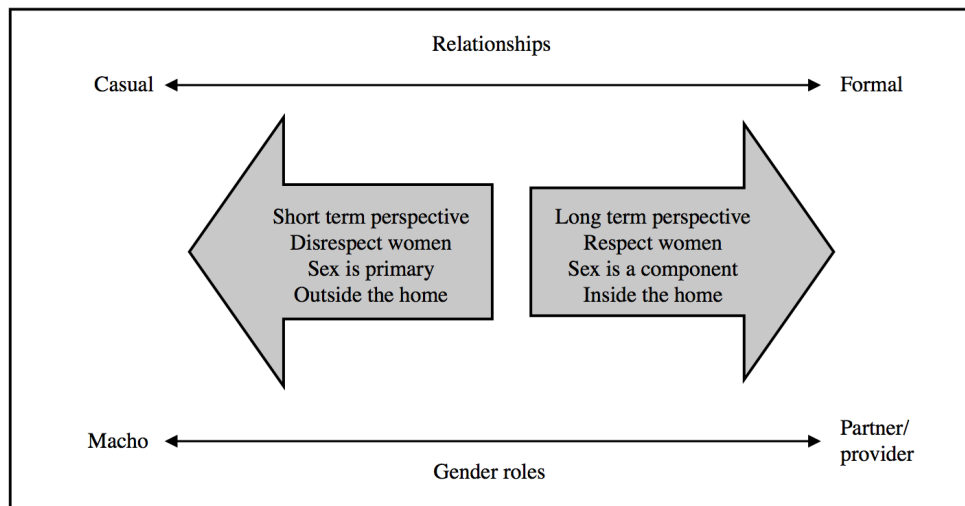 Relationships
Casual
Formal
Short term perspective
Disrespect women
Sex is primary
Outside the home
Long term perspective
Respect women
Sex is a component
Inside the home
Macho
Partner/
provider
Gender roles